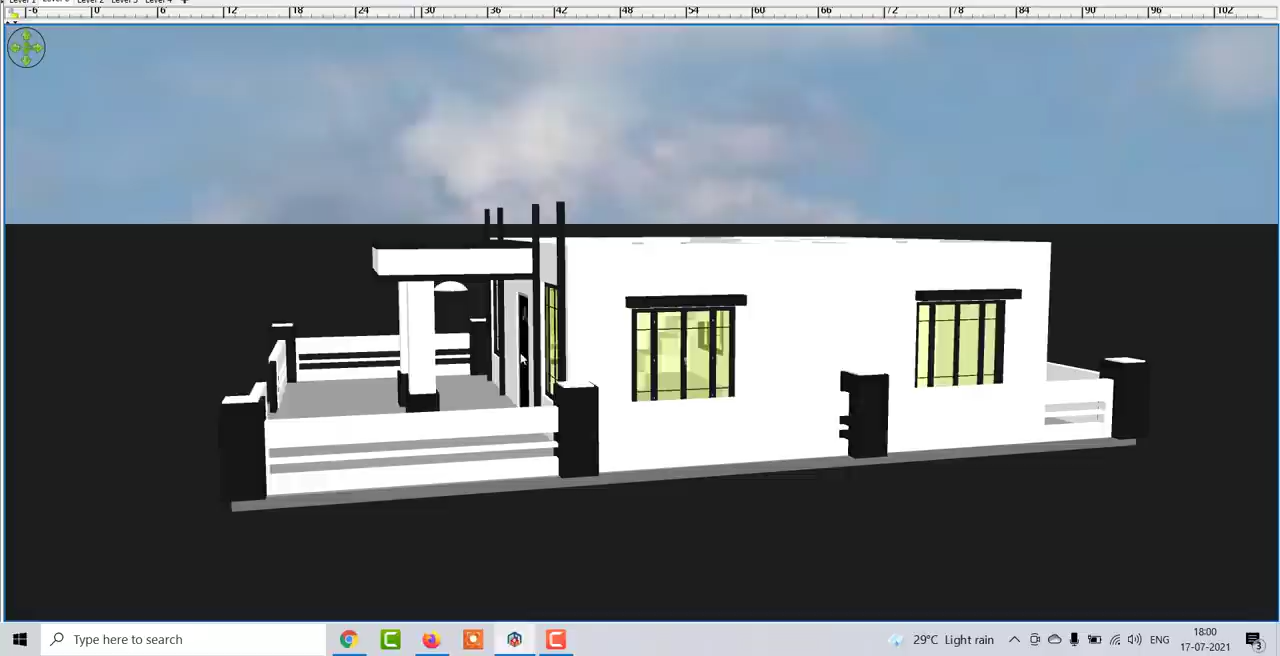 -6 0 6 12 18 24 30 36 42 48 54 60 66 72 78 84 90 96 102
Type here to search
29°C Light rain
ENG
18:00
17-07-2021
3